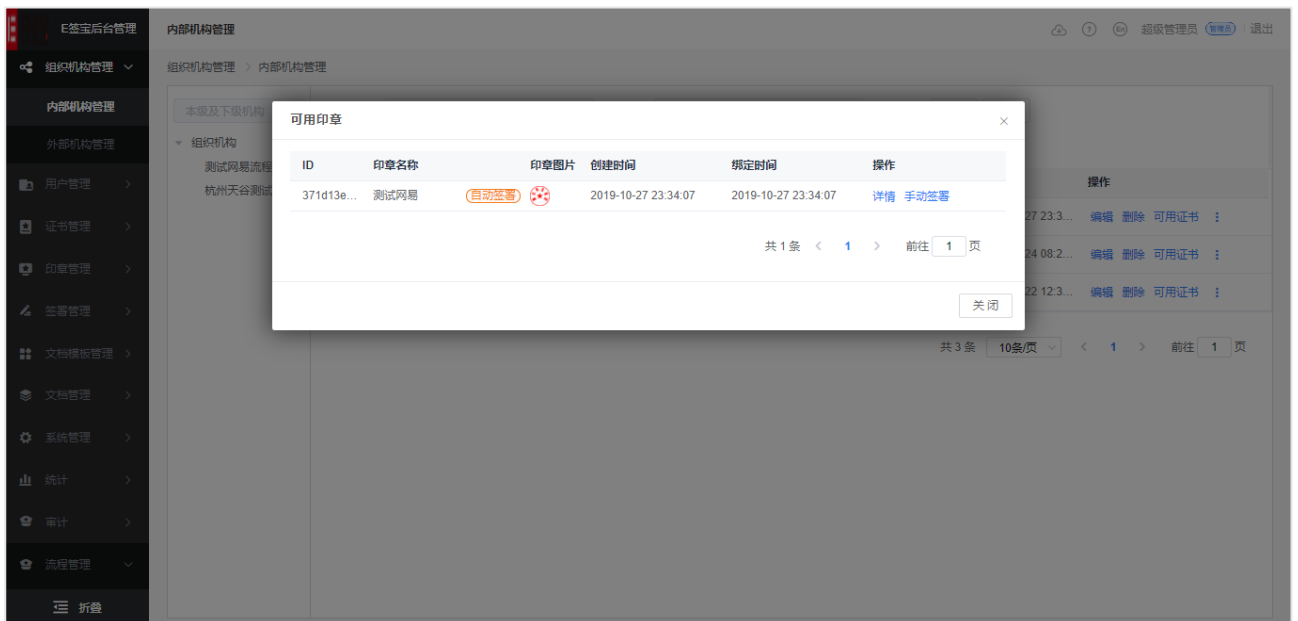 E签宝后台管理
内部机构管理
En 超级管理员 管理员 退出
组织机构管理
内部机构管理
外部机构管理
用户管理
证书管理
印章管理
签署管理
文档模板管理
文档管理
系统管理
统计
审计
流程管理
折叠
组织机构管理 > 内部机构管理
本级及下级机构
组织机构
测试网易流程
杭州天谷测试
可用印章
ID 印章名称 印章图片 创建时间 绑定时间 操作
371d13e... 测试网易 自动签署 2019-10-27 23:34:07 2019-10-27 23:34:07 详情 手动签署
共 1 条 < 1 > 前往 1 页
关闭
操作
27 23:3... 编辑 删除 可用证书
24 08:2... 编辑 删除 可用证书
22 12:3... 编辑 删除 可用证书
共 3 条 10条/页 < 1 > 前往 1 页